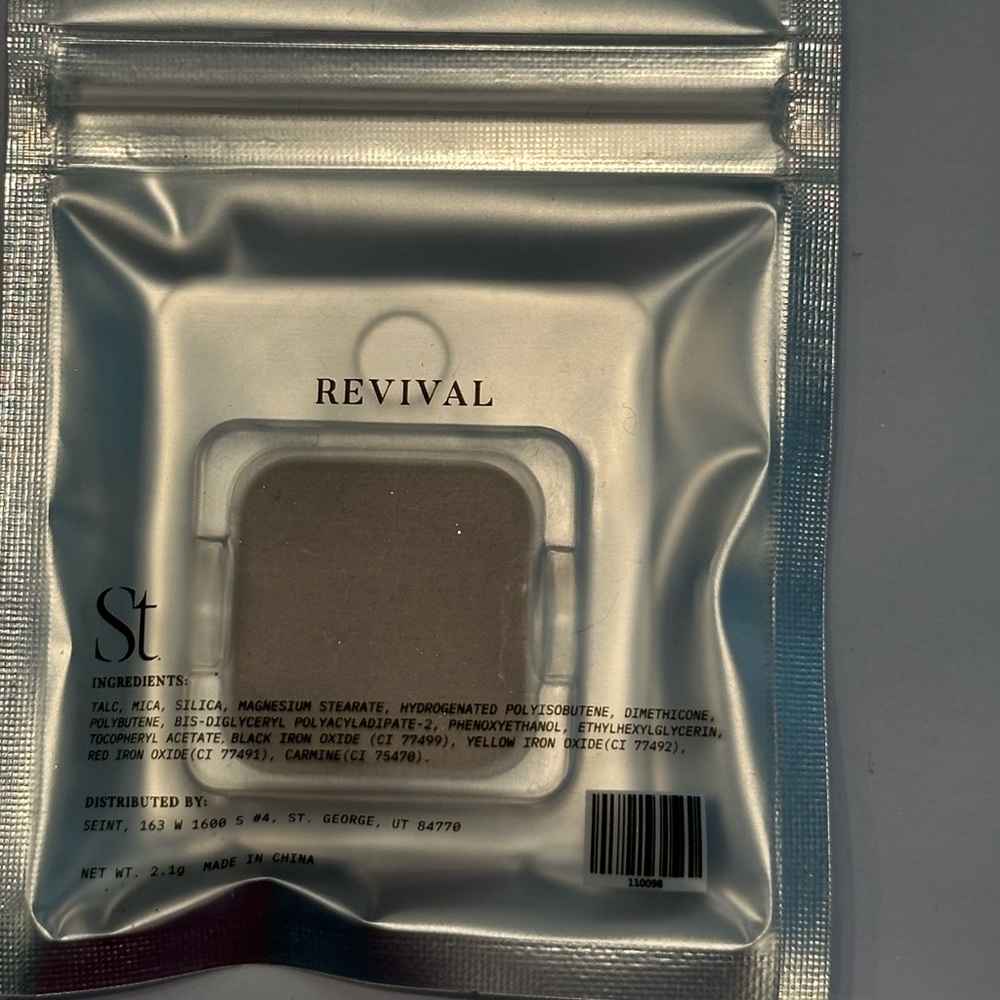 REVIVAL
St.
INGREDIENTS:
TALC, MICA, SILICA, MAGNESIUM STEARATE, HYDROGENATED POLYISOBUTENE, DIMETHICONE,
POLYBUTENE, BIS-DIGLYCERYL POLYACYLADIPATE-2, PHENOXYETHANOL, ETHYLHEXYLGLYCERIN,
TOCOPHERYL ACETATE, BLACK IRON OXIDE (CI 77499), YELLOW IRON OXIDE(CI 77492),
RED IRON OXIDE(CI 77491), CARMINE(CI 75470).
DISTRIBUTED BY:
SEINT, 163 W 1600 S #4, ST. GEORGE, UT 84770
NET WT. 2.1g MADE IN CHINA
110098